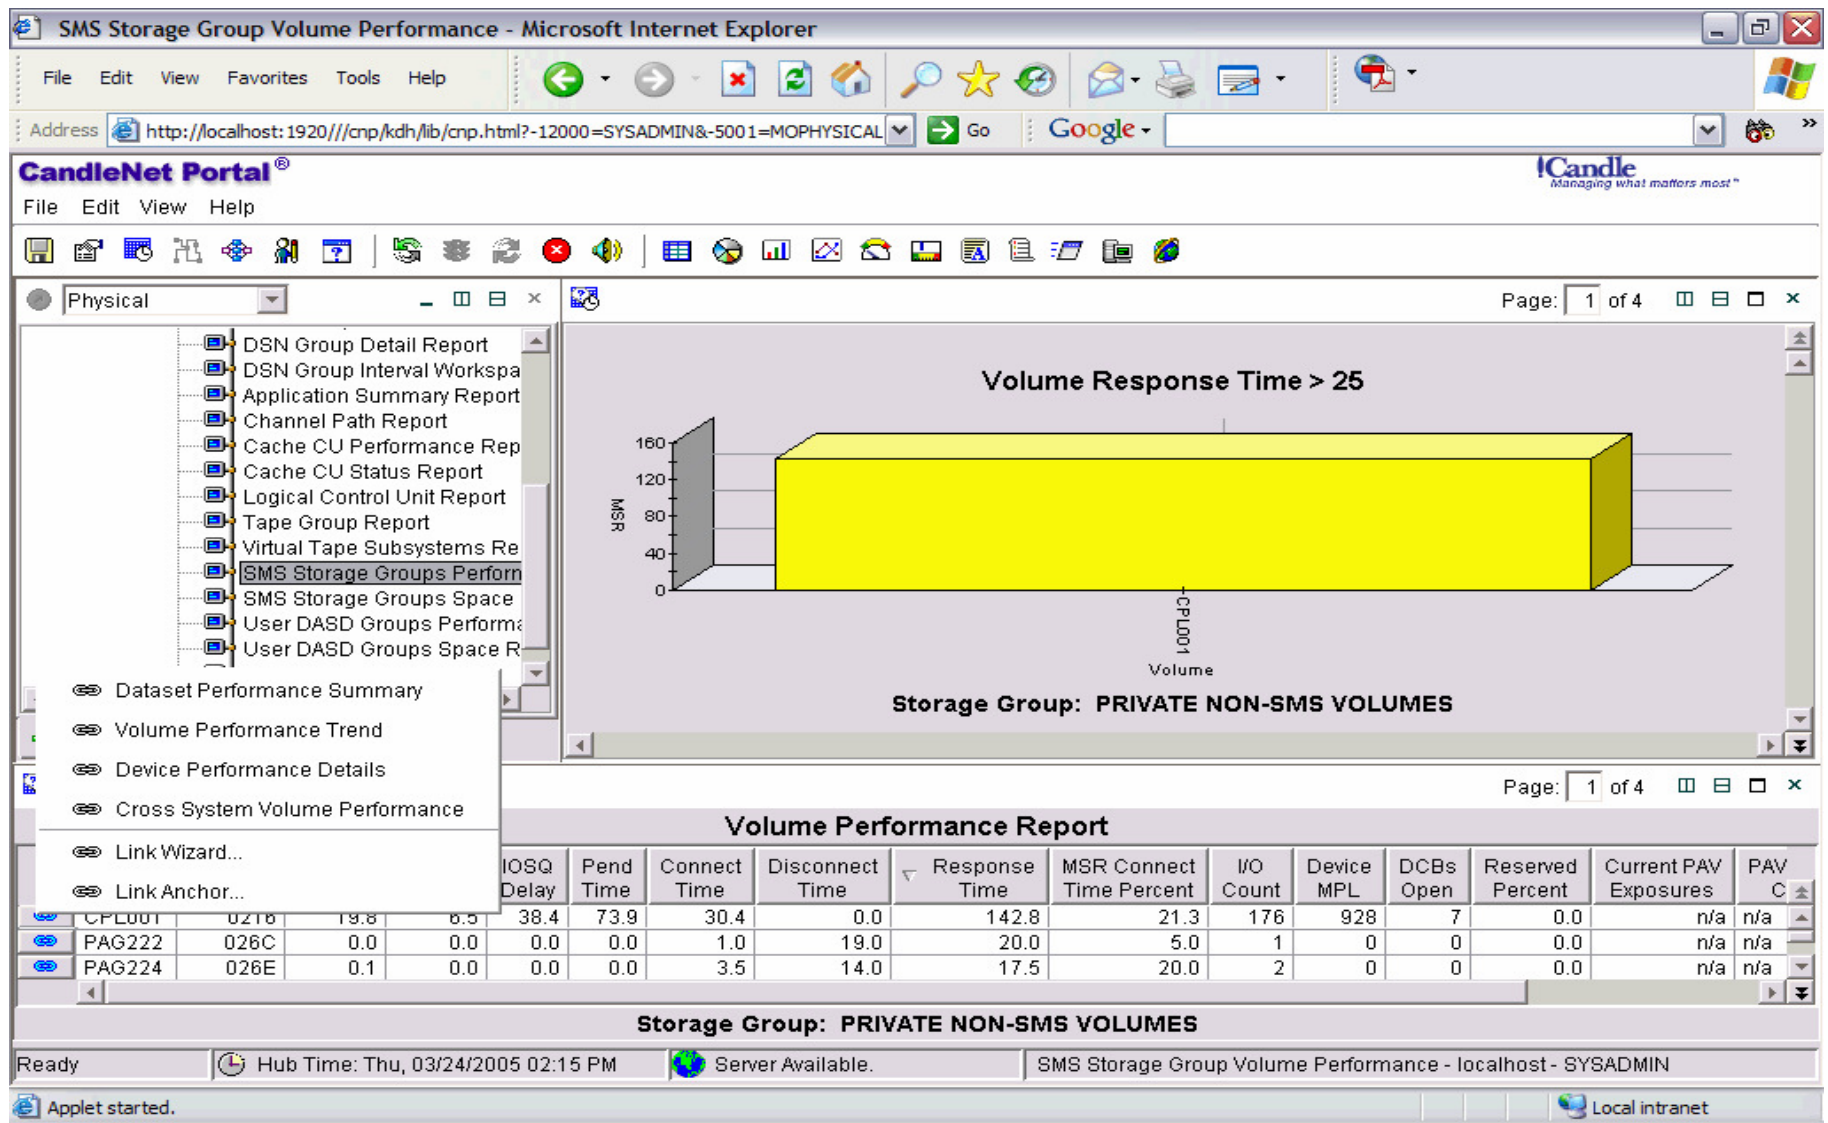 SMS Storage Group Volume Performance - Microsoft Internet Explorer
File Edit View Favorites Tools Help
Address http://localhost:1920///cnp/kdh/lib/cnp.html?-12000=SYSADMIN&-5001=MOPHYSICAL Go Google
CandleNet Portal®
!Candle
Managing what matters most™
File Edit View Help
Physical
Page: 1 of 4
DSN Group Detail Report
DSN Group Interval Workspa
Application Summary Report
Channel Path Report
Cache CU Performance Rep
Cache CU Status Report
Logical Control Unit Report
Tape Group Report
Virtual Tape Subsystems Re
SMS Storage Groups Perform
SMS Storage Groups Space
User DASD Groups Performa
User DASD Groups Space R
Volume Response Time > 25
160
120
80
40
0
MSR
CPL001
Volume
Storage Group: PRIVATE NON-SMS VOLUMES
Dataset Performance Summary
Volume Performance Trend
Device Performance Details
Cross System Volume Performance
Link Wizard...
Link Anchor...
Page: 1 of 4
Volume Performance Report
IOSQ Delay Pend Time Connect Time Disconnect Time Response Time MSR Connect Time Percent I/O Count Device MPL DCBs Open Reserved Percent Current PAV Exposures PAV C
CPL001 0216 19.8 6.5 38.4 73.9 30.4 0.0 142.8 21.3 176 928 7 0.0 n/a n/a
PAG222 026C 0.0 0.0 0.0 0.0 1.0 19.0 20.0 5.0 1 0 0 0.0 n/a n/a
PAG224 026E 0.1 0.0 0.0 0.0 3.5 14.0 17.5 20.0 2 0 0 0.0 n/a n/a
Storage Group: PRIVATE NON-SMS VOLUMES
Ready Hub Time: Thu, 03/24/2005 02:15 PM Server Available. SMS Storage Group Volume Performance - localhost - SYSADMIN
Applet started. Local intranet